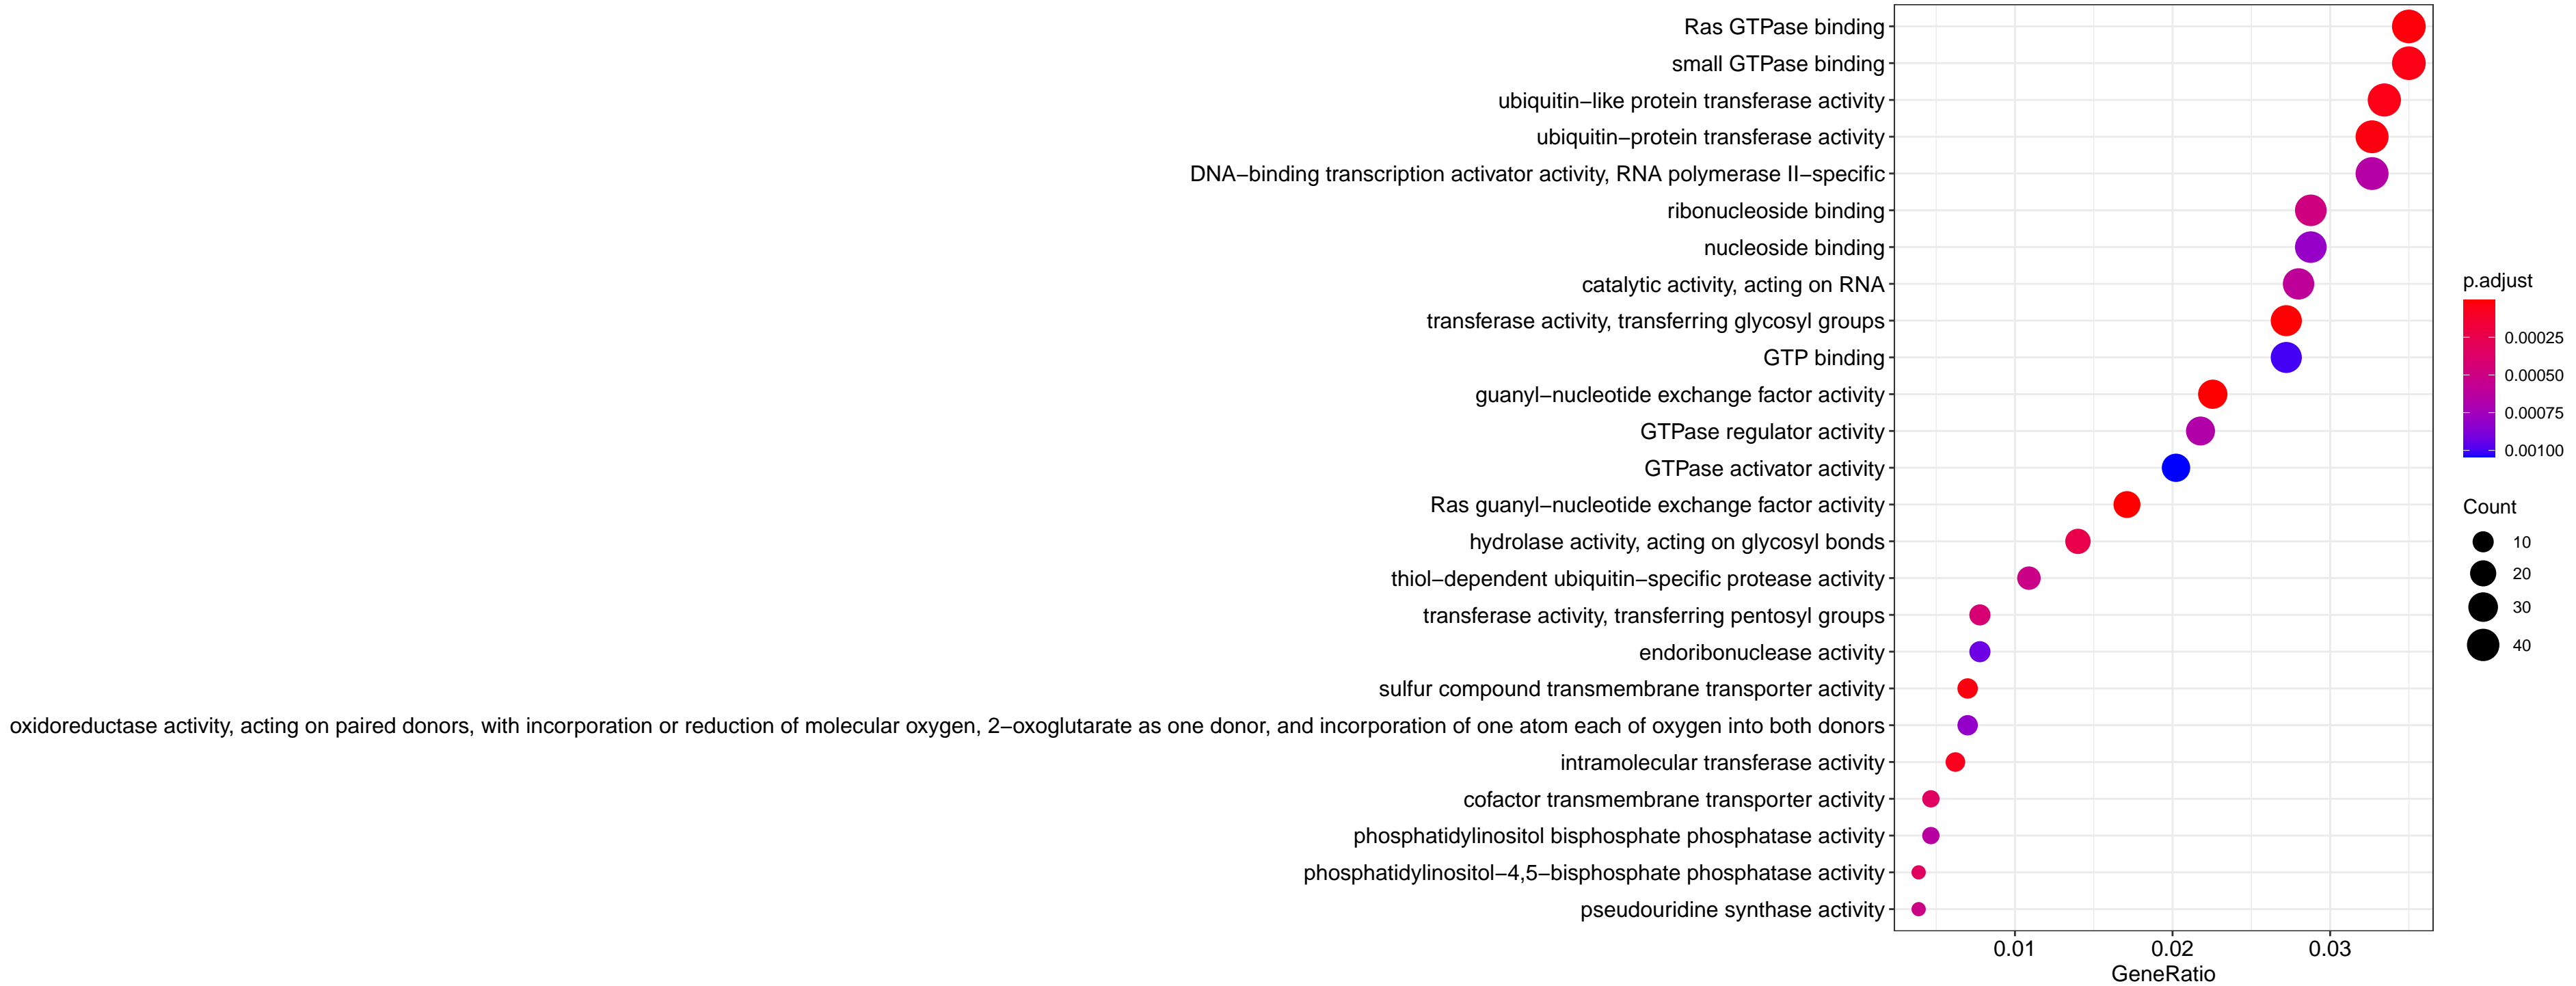 Ras GTPase binding
small GTPase binding
ubiquitin−like protein transferase activity
ubiquitin−protein transferase activity
DNA−binding transcription activator activity, RNA polymerase II−specific
ribonucleoside binding
nucleoside binding
catalytic activity, acting on RNA
transferase activity, transferring glycosyl groups
GTP binding
guanyl−nucleotide exchange factor activity
GTPase regulator activity
GTPase activator activity
Ras guanyl−nucleotide exchange factor activity
hydrolase activity, acting on glycosyl bonds
thiol−dependent ubiquitin−specific protease activity
transferase activity, transferring pentosyl groups
endoribonuclease activity
sulfur compound transmembrane transporter activity
oxidoreductase activity, acting on paired donors, with incorporation or reduction of molecular oxygen, 2−oxoglutarate as one donor, and incorporation of one atom each of oxygen into both donors
intramolecular transferase activity
cofactor transmembrane transporter activity
phosphatidylinositol bisphosphate phosphatase activity
phosphatidylinositol−4,5−bisphosphate phosphatase activity
pseudouridine synthase activity
0.01 0.02 0.03
GeneRatio
p.adjust
0.00025
0.00050
0.00075
0.00100
Count
10
20
30
40